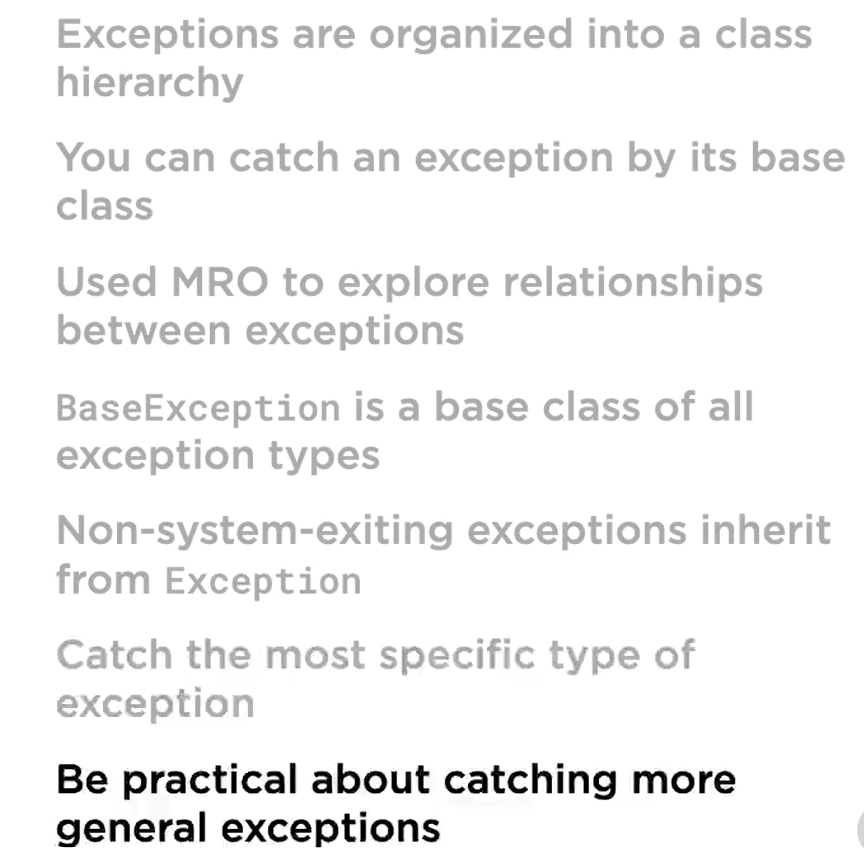 Exceptions are organized into a class
hierarchy
You can catch an exception by its base
class
Used MRO to explore relationships
between exceptions
BaseException is a base class of all
exception types
Non-system-exiting exceptions inherit
from Exception
Catch the most specific type of
exception
Be practical about catching more
general exceptions